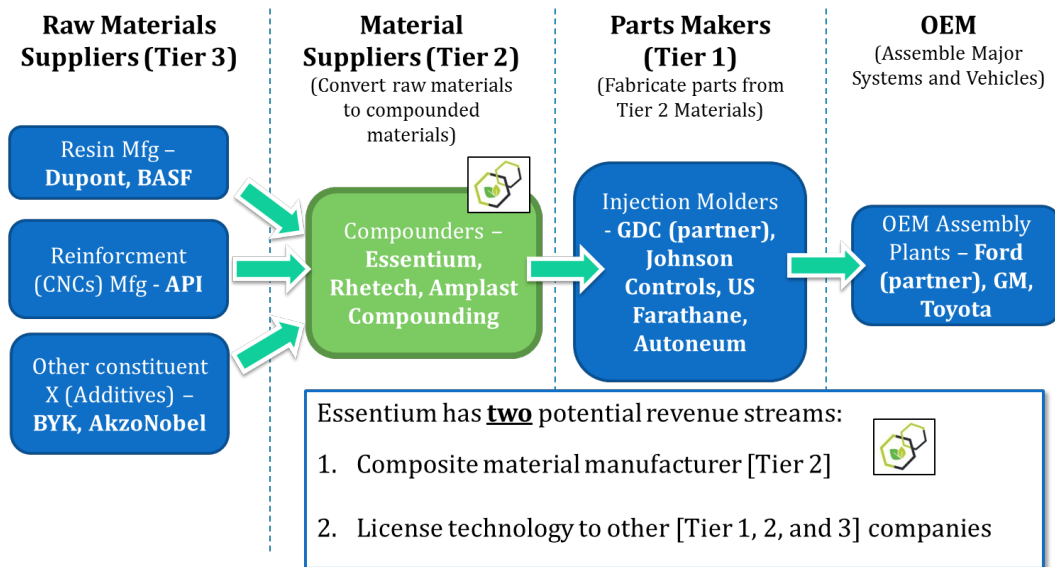 Raw Materials
Suppliers (Tier 3)
Material
Suppliers (Tier 2)
(Convert raw materials
to compounded
materials)
Parts Makers
(Tier 1)
(Fabricate parts from
Tier 2 Materials)
OEM
(Assemble Major
Systems and Vehicles)
Resin Mfg –
Dupont, BASF
Reinforcment
(CNCs) Mfg - API
Other constituent
X (Additives) –
BYK, AkzoNobel
Compounders –
Essentium,
Rhetech, Amplast
Compounding
Injection Molders
- GDC (partner),
Johnson
Controls, US
Farathane,
Autoneum
OEM Assembly
Plants – Ford
(partner), GM,
Toyota
Essentium has two potential revenue streams:
1. Composite material manufacturer [Tier 2]
2. License technology to other [Tier 1, 2, and 3] companies